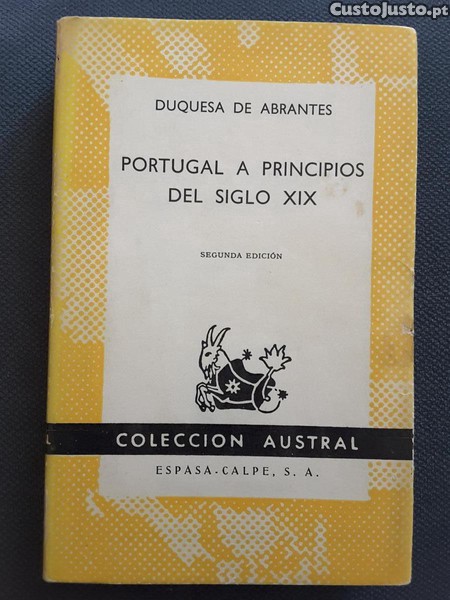 CustoJusto.pt
DUQUESA DE ABRANTES
PORTUGAL A PRINCIPIOS
DEL SIGLO XIX
SEGUNDA EDICIÓN
COLECCION AUSTRAL
ESPASA-CALPE, S. A.